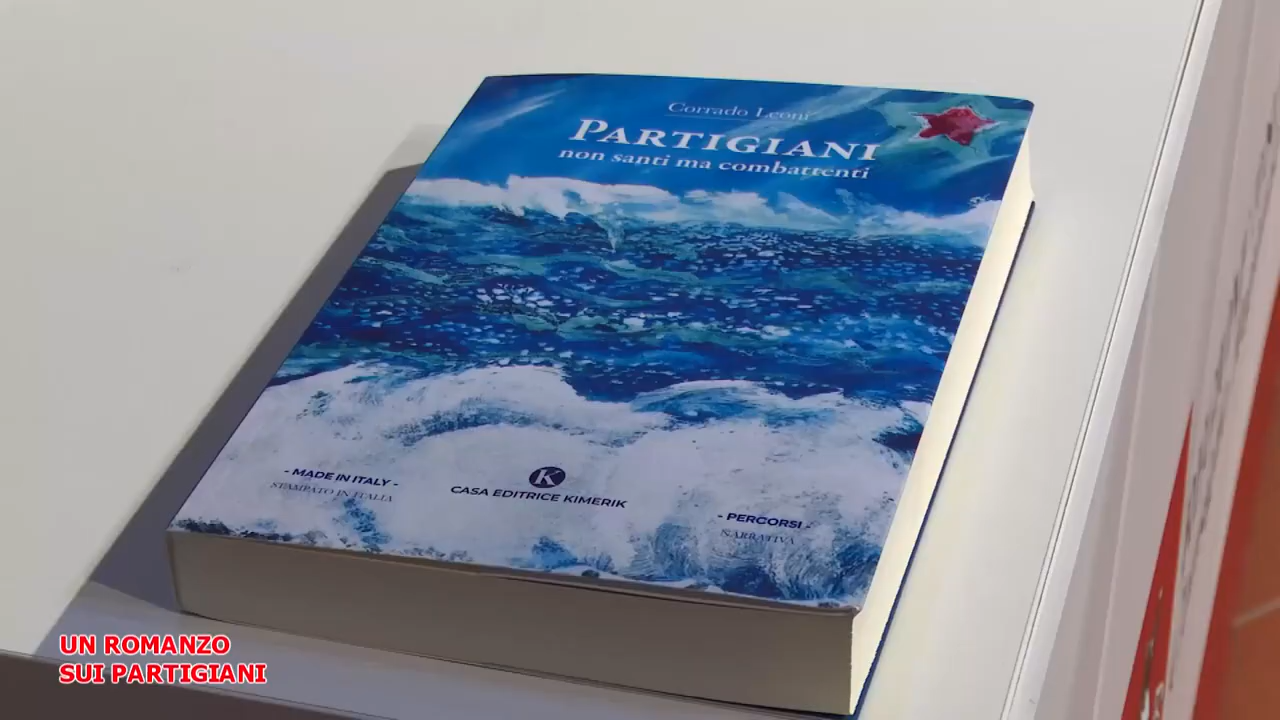 Corrado Leoni
PARTIGIANI
non santi ma combattenti
- MADE IN ITALY -
STAMPATO IN ITALIA
K
CASA EDITRICE KIMERIK
- PERCORSI -
NARRATIVA
UN ROMANZO
SUI PARTIGIANI